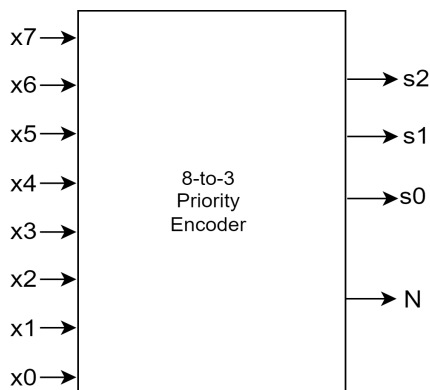 x7
x6
x5
x4
x3
x2
x1
x0
8-to-3
Priority
Encoder
s2
s1
s0
N